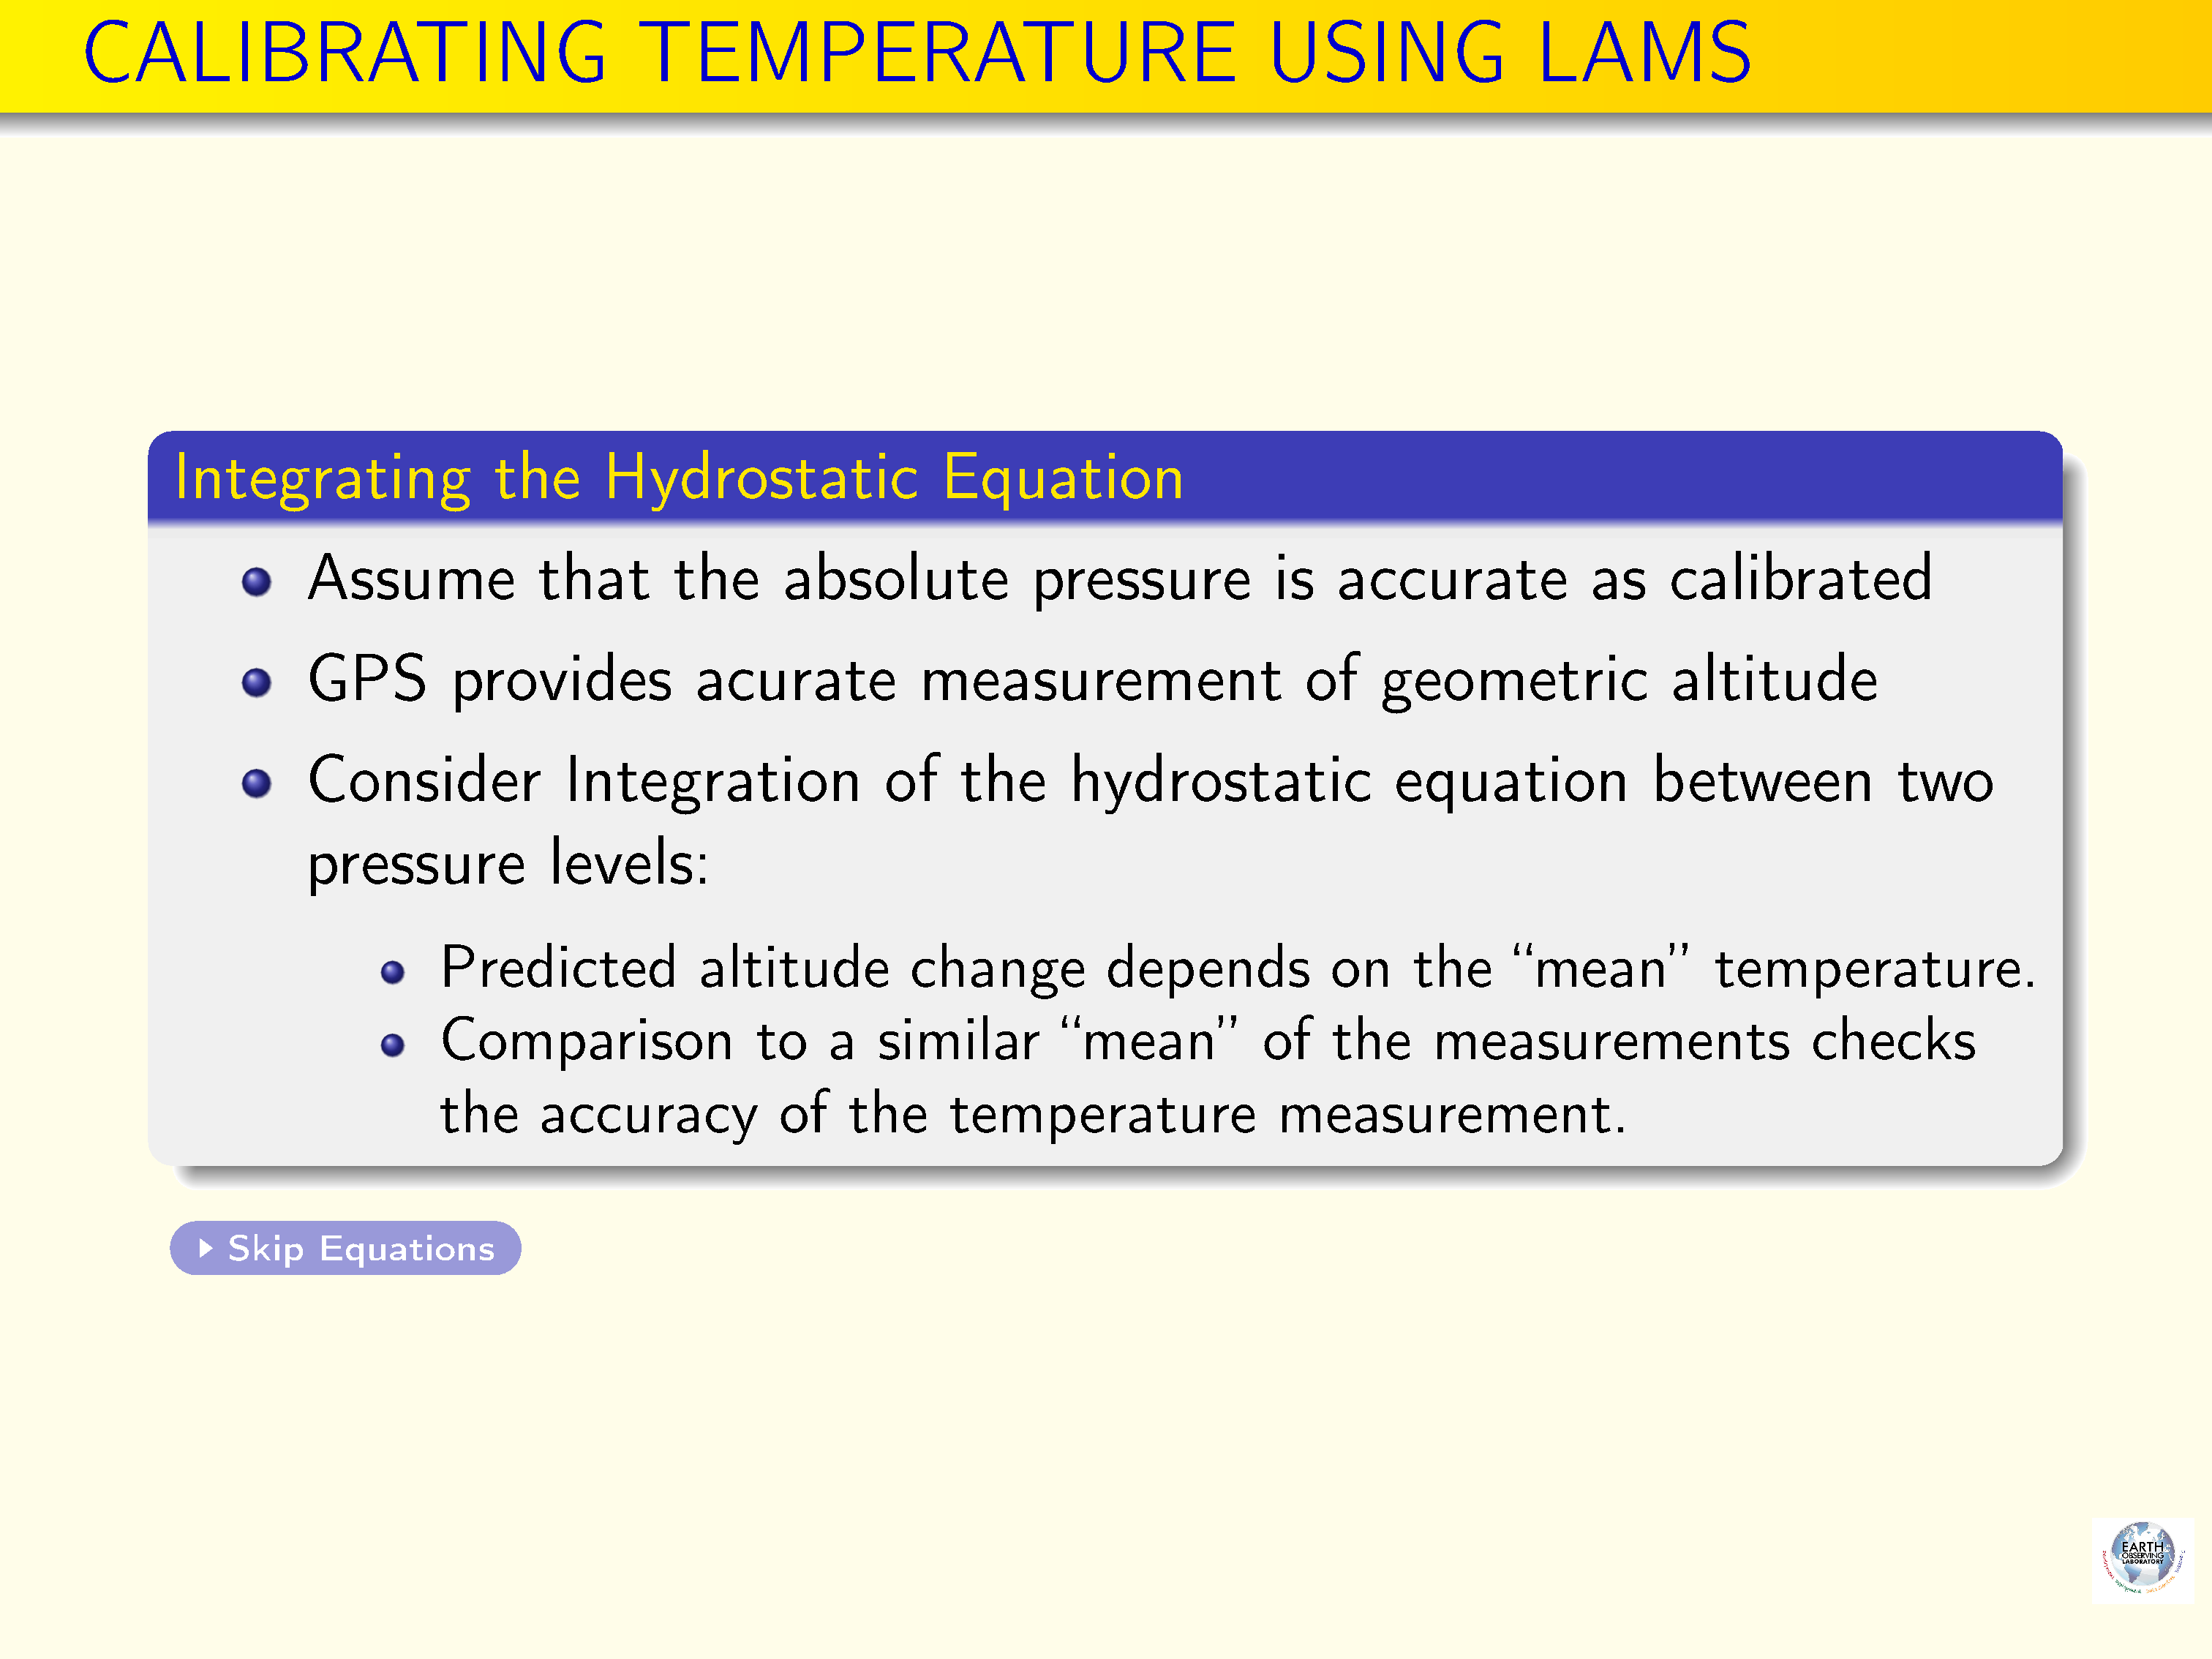 CALIBRATING TEMPERATURE USING LAMS
Integrating the Hydrostatic Equation
Assume that the absolute pressure is accurate as calibrated
GPS provides acurate measurement of geometric altitude
Consider Integration of the hydrostatic equation between two
pressure levels:
Predicted altitude change depends on the “mean” temperature.
Comparison to a similar “mean” of the measurements checks
the accuracy of the temperature measurement.
Skip Equations
EARTH
OBSERVING
LABORATORY